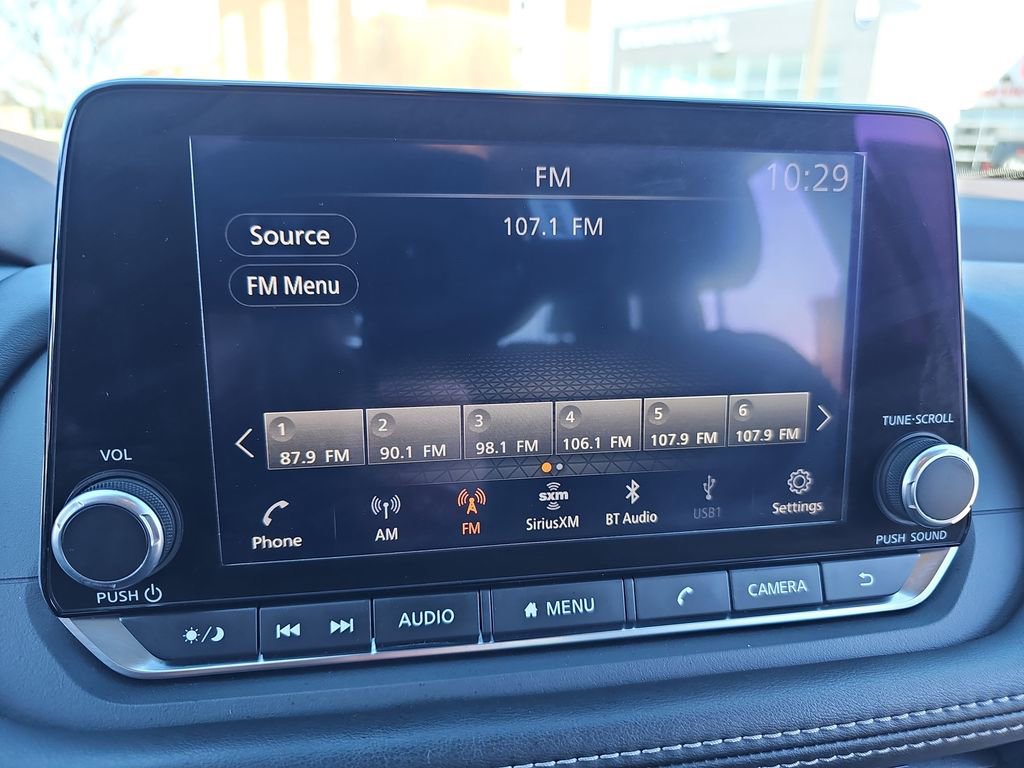 FM
10:29
Source
107.1 FM
FM Menu
1
87.9 FM
2
90.1 FM
3
98.1 FM
4
106.1 FM
5
107.9 FM
6
107.9 FM
TUNE·SCROLL
VOL
Phone
AM
FM
sxm
SiriusXM
BT Audio
USB1
Settings
PUSH
PUSH SOUND
AUDIO
MENU
CAMERA